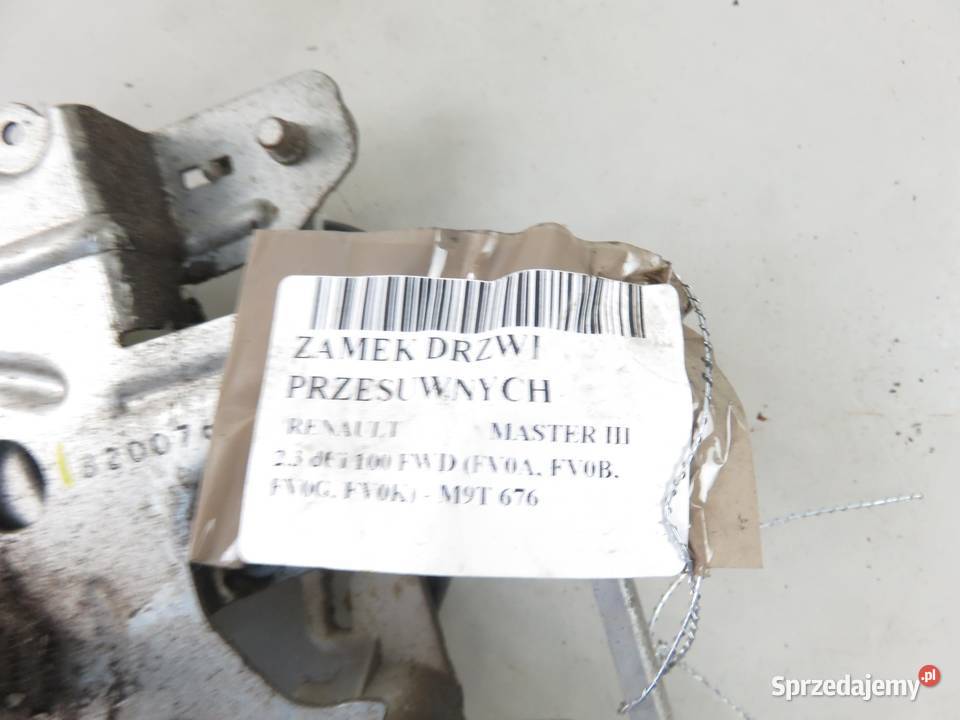 ZAMEK DRZWI
PRZESUWNYCH
RENAULT MASTER III
2.3 dCi 100 FWD (FV0A, FV0B,
FV0G, FV0K) - M9T 676
82007
Sprzedajemy.pl